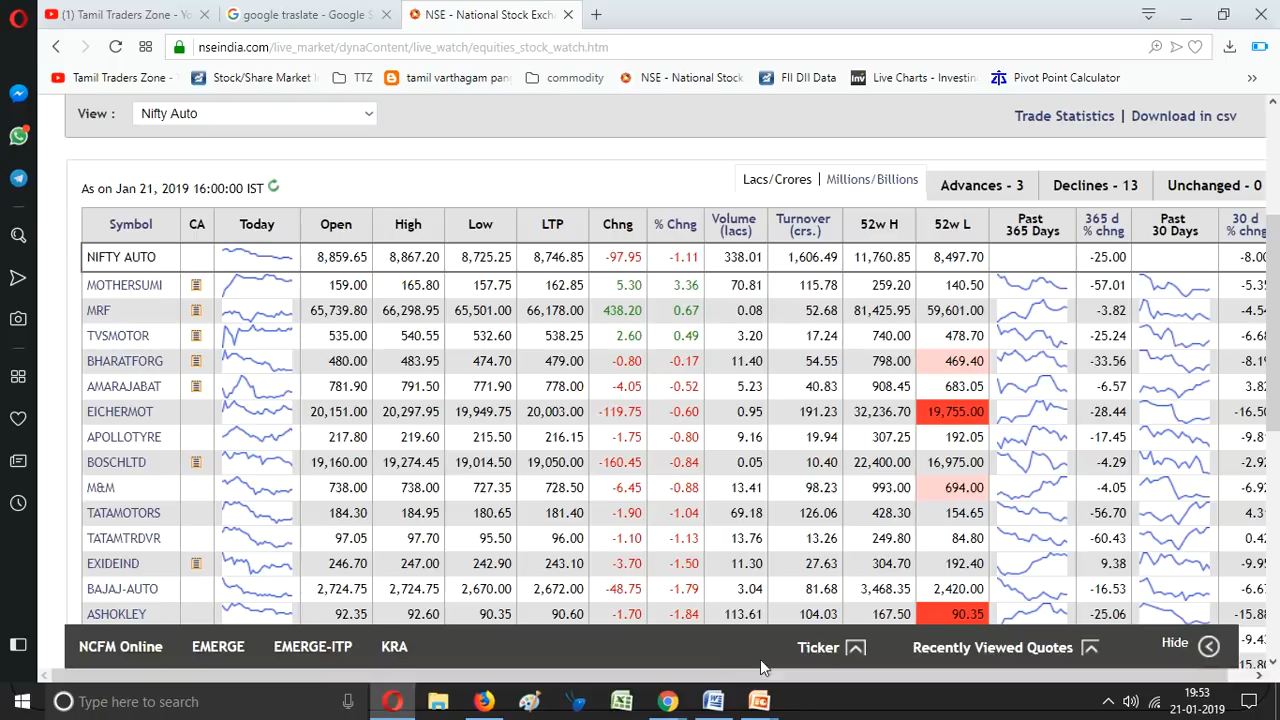 (1) Tamil Traders Zone - Yo
google traslate - Google S
NSE - National Stock Exch
nseindia.com/live_market/dynaContent/live_watch/equities_stock_watch.htm
Tamil Traders Zone - Stock/Share Market TTZ tamil varthagam pan commodity NSE - National Stock FII DII Data Live Charts - Investin Pivot Point Calculator
View : Nifty Auto Trade Statistics | Download in csv
As on Jan 21, 2019 16:00:00 IST Lacs/Crores | Millions/Billions Advances - 3 Declines - 13 Unchanged - 0
Symbol CA Today Open High Low LTP Chng % Chng Volume (lacs) Turnover (crs.) 52w H 52w L Past 365 Days 365 d % chng Past 30 Days 30 d % chng
NIFTY AUTO 8,859.65 8,867.20 8,725.25 8,746.85 -97.95 -1.11 338.01 1,606.49 11,760.85 8,497.70 -25.00 -8.00
MOTHERSUMI 159.00 165.80 157.75 162.85 5.30 3.36 70.81 115.78 259.20 140.50 -57.01 -5.3
MRF 65,739.80 66,298.95 65,501.00 66,178.00 438.20 0.67 0.08 52.68 81,425.95 59,601.00 -3.82 -4.5
TVSMOTOR 535.00 540.55 532.60 538.25 2.60 0.49 3.20 17.24 740.00 478.70 -25.24 -6.6
BHARATFORG 480.00 483.95 474.70 479.00 -0.80 -0.17 11.40 54.55 798.00 469.40 -33.56 -8.1
AMARAJABAT 781.90 791.50 771.90 778.00 -4.05 -0.52 5.23 40.83 908.45 683.05 -6.57 3.8
EICHERMOT 20,151.00 20,297.95 19,949.75 20,003.00 -119.75 -0.60 0.95 191.23 32,236.70 19,755.00 -28.44 -16.5
APOLLOTYRE 217.80 219.60 215.50 216.15 -1.75 -0.80 9.16 19.94 307.25 192.05 -17.45 -9.8
BOSCHLTD 19,160.00 19,274.45 19,014.50 19,050.00 -160.45 -0.84 0.05 10.40 22,400.00 16,975.00 -4.29 -2.9
M&M 738.00 738.00 727.35 728.50 -6.45 -0.88 13.41 98.23 993.00 694.00 -4.05 -6.9
TATAMOTORS 184.30 184.95 180.65 181.40 -1.90 -1.04 69.18 126.06 428.30 154.65 -56.70 4.3
TATAMTRDVR 97.05 97.70 95.50 96.00 -1.10 -1.13 13.76 13.26 249.80 84.80 -60.43 0.4
EXIDEIND 246.70 247.00 242.90 243.10 -3.70 -1.50 11.30 27.63 304.70 192.40 9.38 -9.9
BAJAJ-AUTO 2,724.75 2,724.75 2,670.00 2,672.00 -48.75 -1.79 3.04 81.68 3,468.35 2,420.00 -16.53 -6.6
ASHOKLEY 92.35 92.60 90.35 90.60 -1.70 -1.84 113.61 104.03 167.50 90.35 -25.06 -15.8
NCFM Online EMERGE EMERGE-ITP KRA Ticker Recently Viewed Quotes Hide
-9.4
-15.80
Type here to search
19:53
21-01-2019